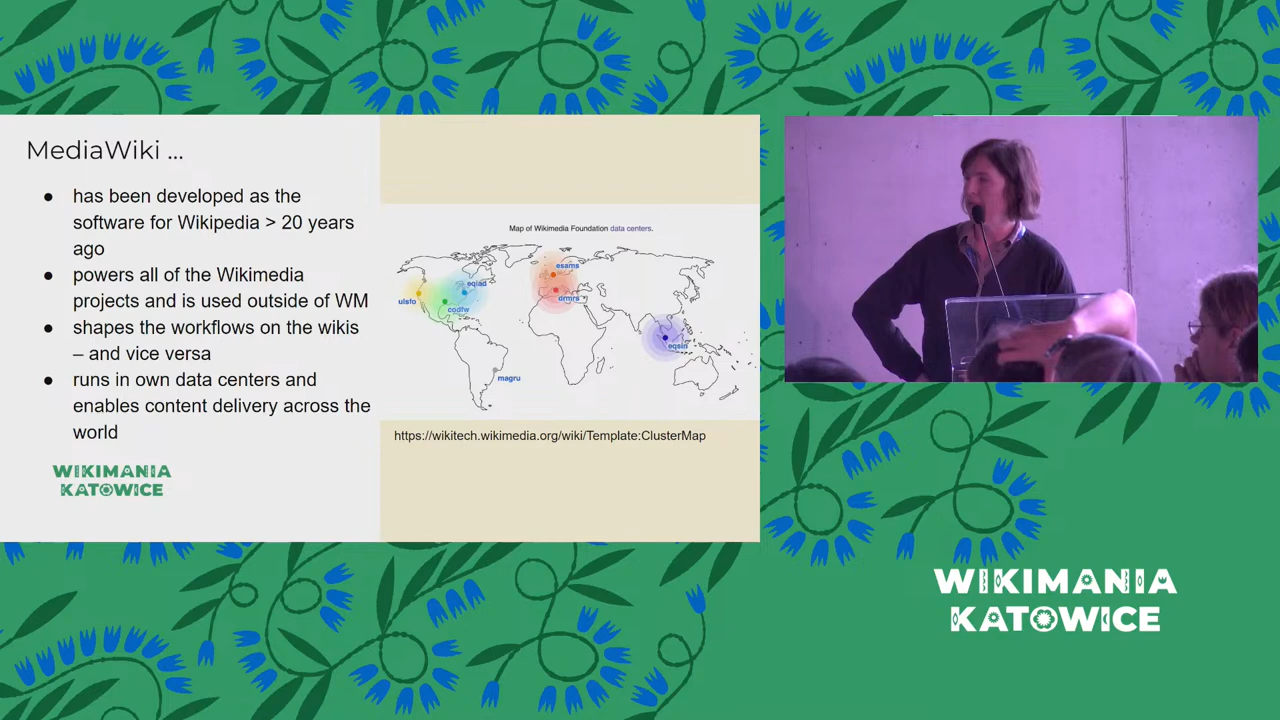 MediaWiki ...
● has been developed as the
software for Wikipedia > 20 years
ago
● powers all of the Wikimedia
projects and is used outside of WM
● shapes the workflows on the wikis
– and vice versa
● runs in own data centers and
enables content delivery across the
world
WIKIMANIA
KATOWICE
Map of Wikimedia Foundation data centers.
ulsfo
eqiad
codfw
esams
drmrs
eqsin
magru
https://wikitech.wikimedia.org/wiki/Template:ClusterMap
WIKIMANIA
KATOWICE